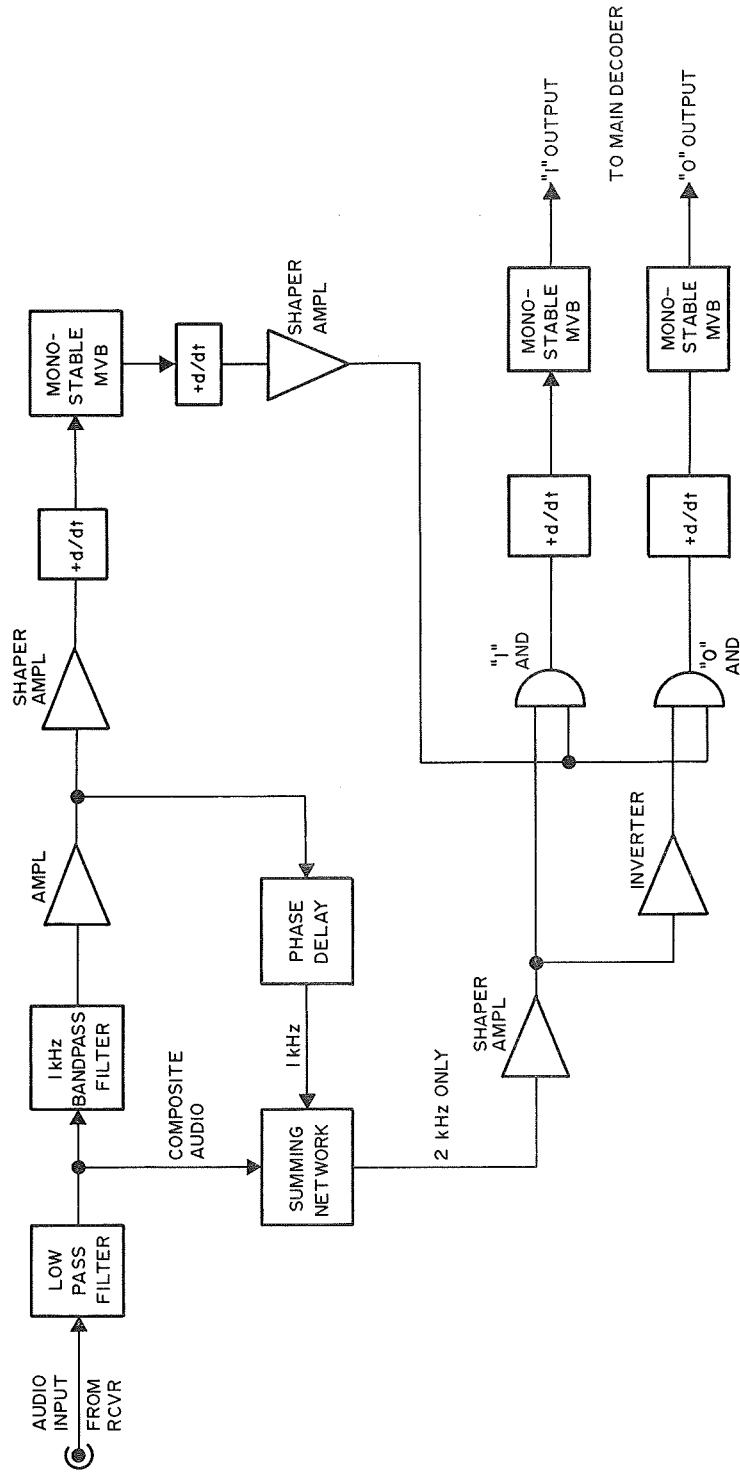 AUDIO
INPUT
FROM
RCVR
LOW
PASS
FILTER
1 kHz
BANDPASS
FILTER
AMPL
SHAPER
AMPL
+d/dt
MONO-
STABLE
MVB
+d/dt
SHAPER
AMPL
COMPOSITE
AUDIO
SUMMING
NETWORK
1 kHz
PHASE
DELAY
2 kHz ONLY
SHAPER
AMPL
INVERTER
"1"
AND
+d/dt
MONO-
STABLE
MVB
"1" OUTPUT
TO MAIN DECODER
"0"
AND
+d/dt
MONO-
STABLE
MVB
"0" OUTPUT